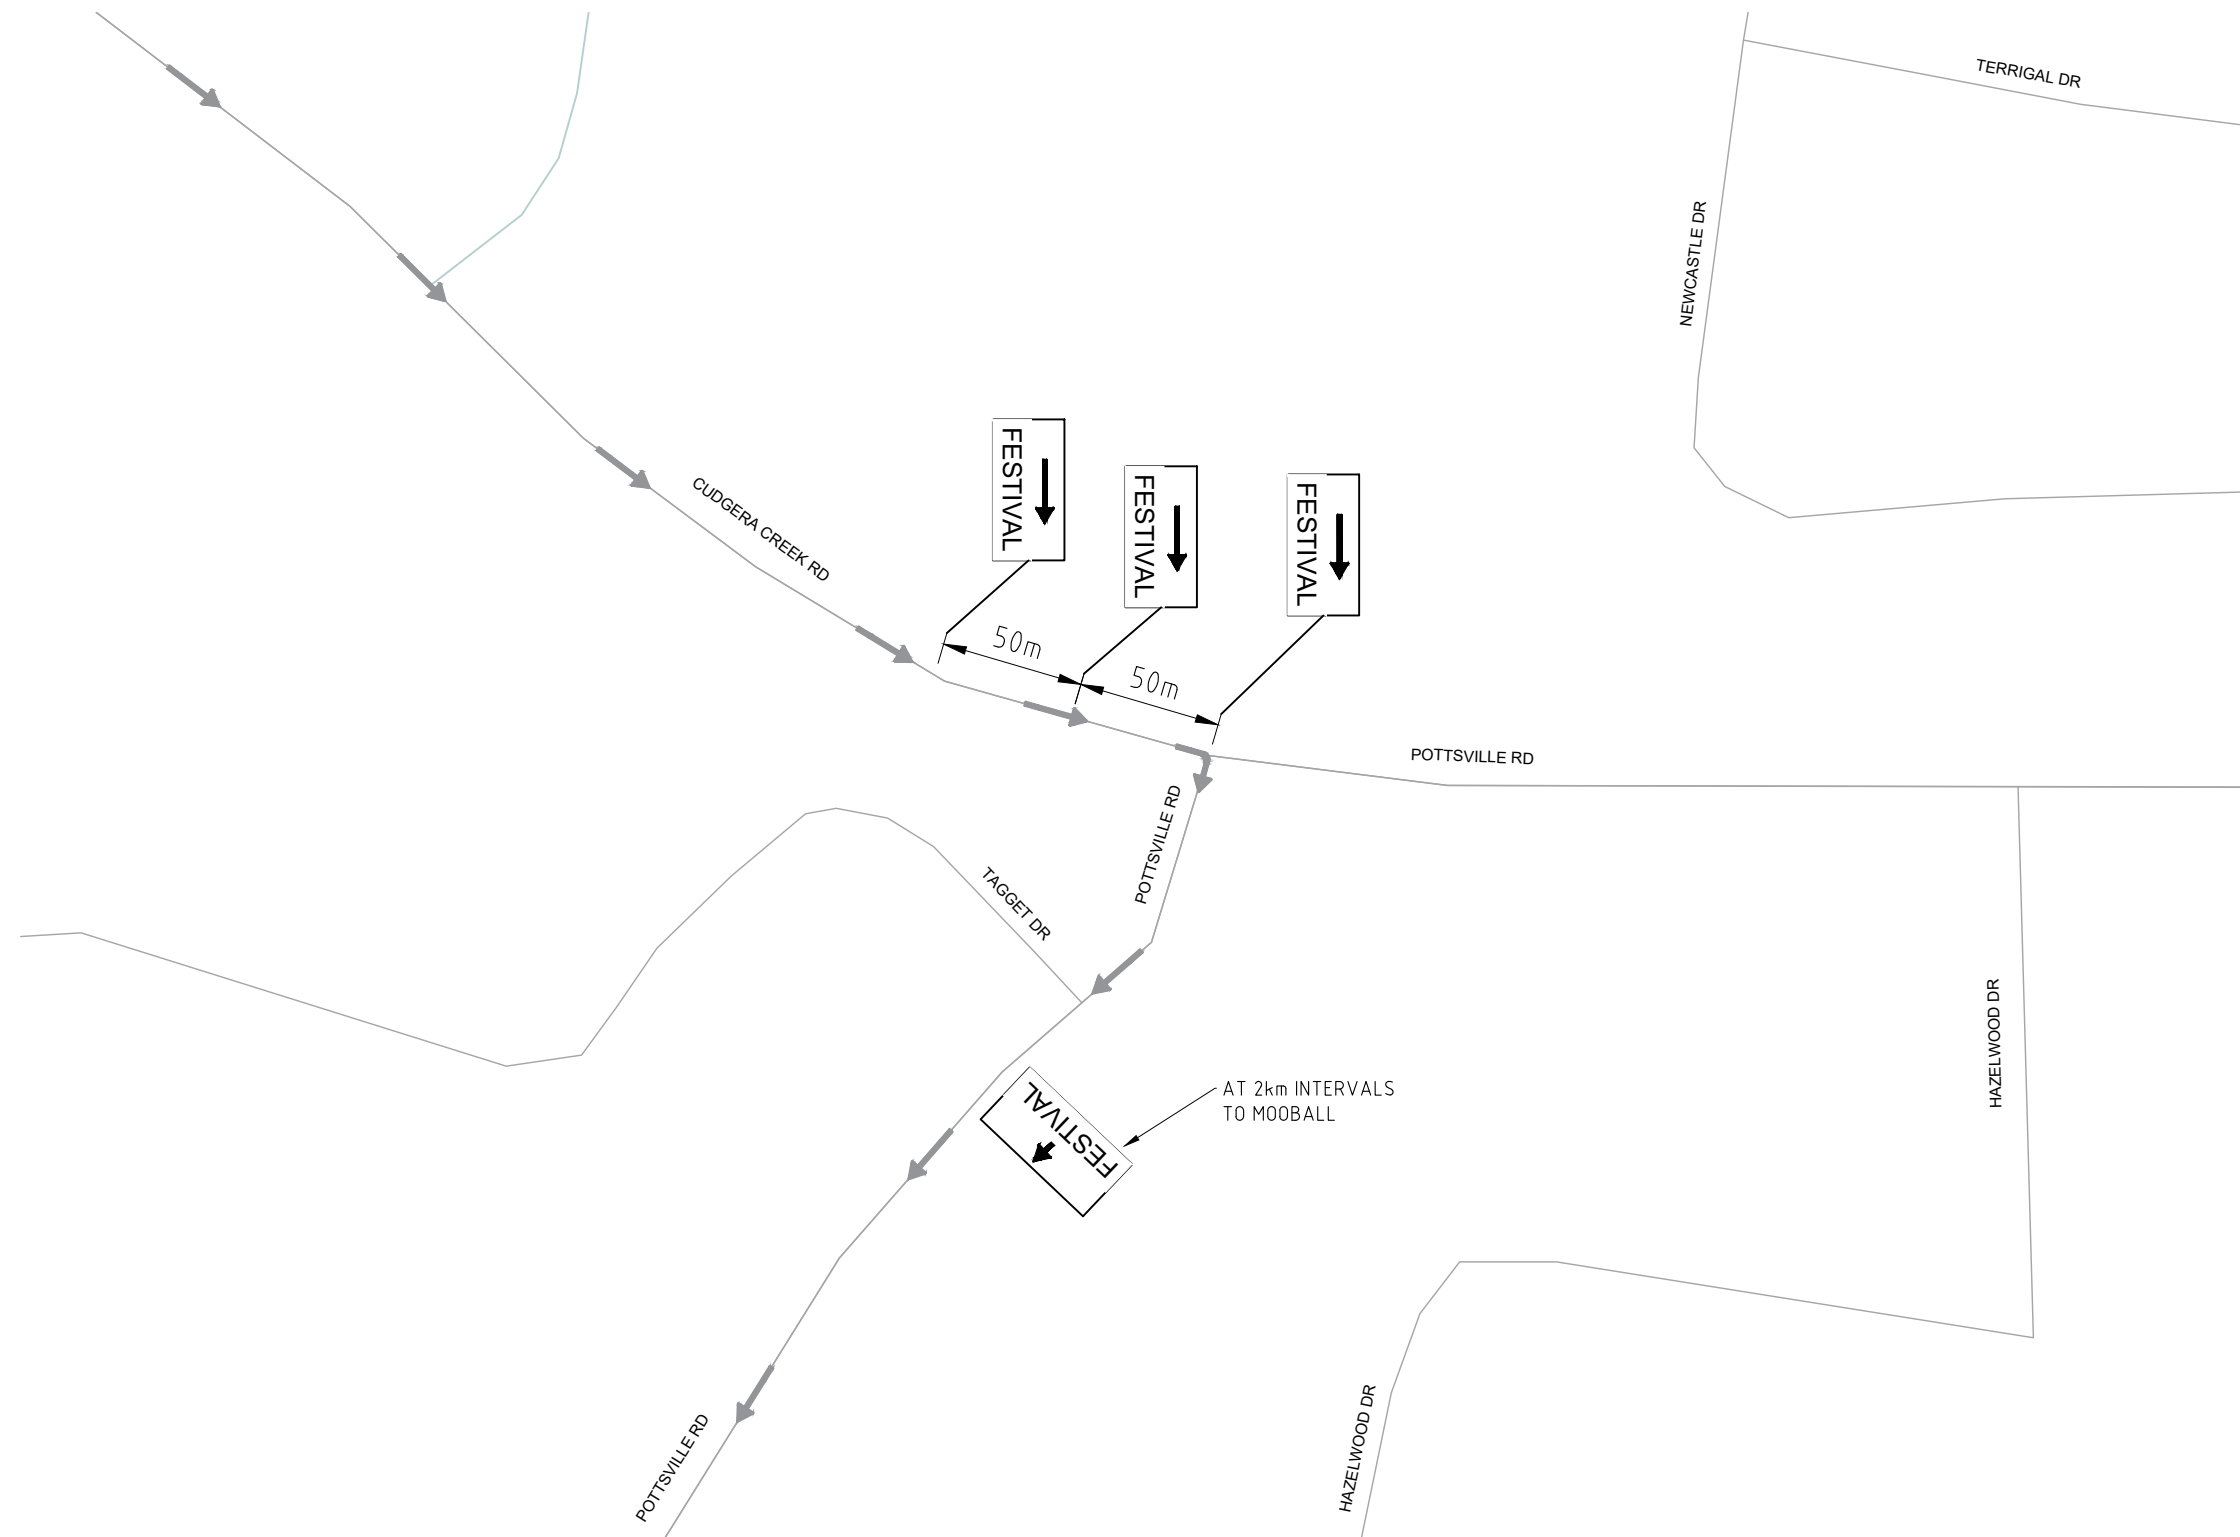 TERRIGAL DR
NEWCASTLE DR
FESTIVAL
FESTIVAL
FESTIVAL
CUDGERA CREEK RD
50m
50m
POTTSVILLE RD
POTTSVILLE RD
TAGGET DR
HAZELWOOD DR
FESTIVAL
AT 2km INTERVALS
TO MOOBALL
HAZELWOOD DR
POTTSVILLE RD